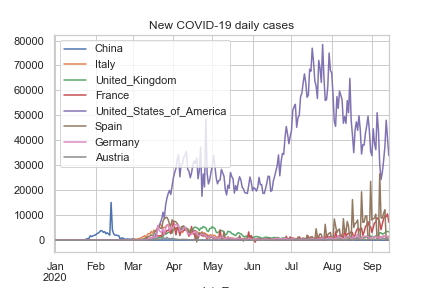 New COVID-19 daily cases
80000
70000
60000
50000
40000
30000
20000
10000
0
China
Italy
United_Kingdom
France
United_States_of_America
Spain
Germany
Austria
Jan Feb Mar Apr May Jun Jul Aug Sep
2020